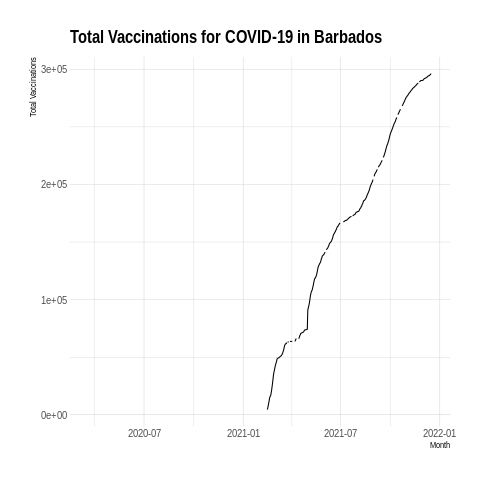 Total Vaccinations for COVID-19 in Barbados
Total Vaccinations
3e+05
2e+05
1e+05
0e+00
2020-07 2021-01 2021-07 2022-01
Month